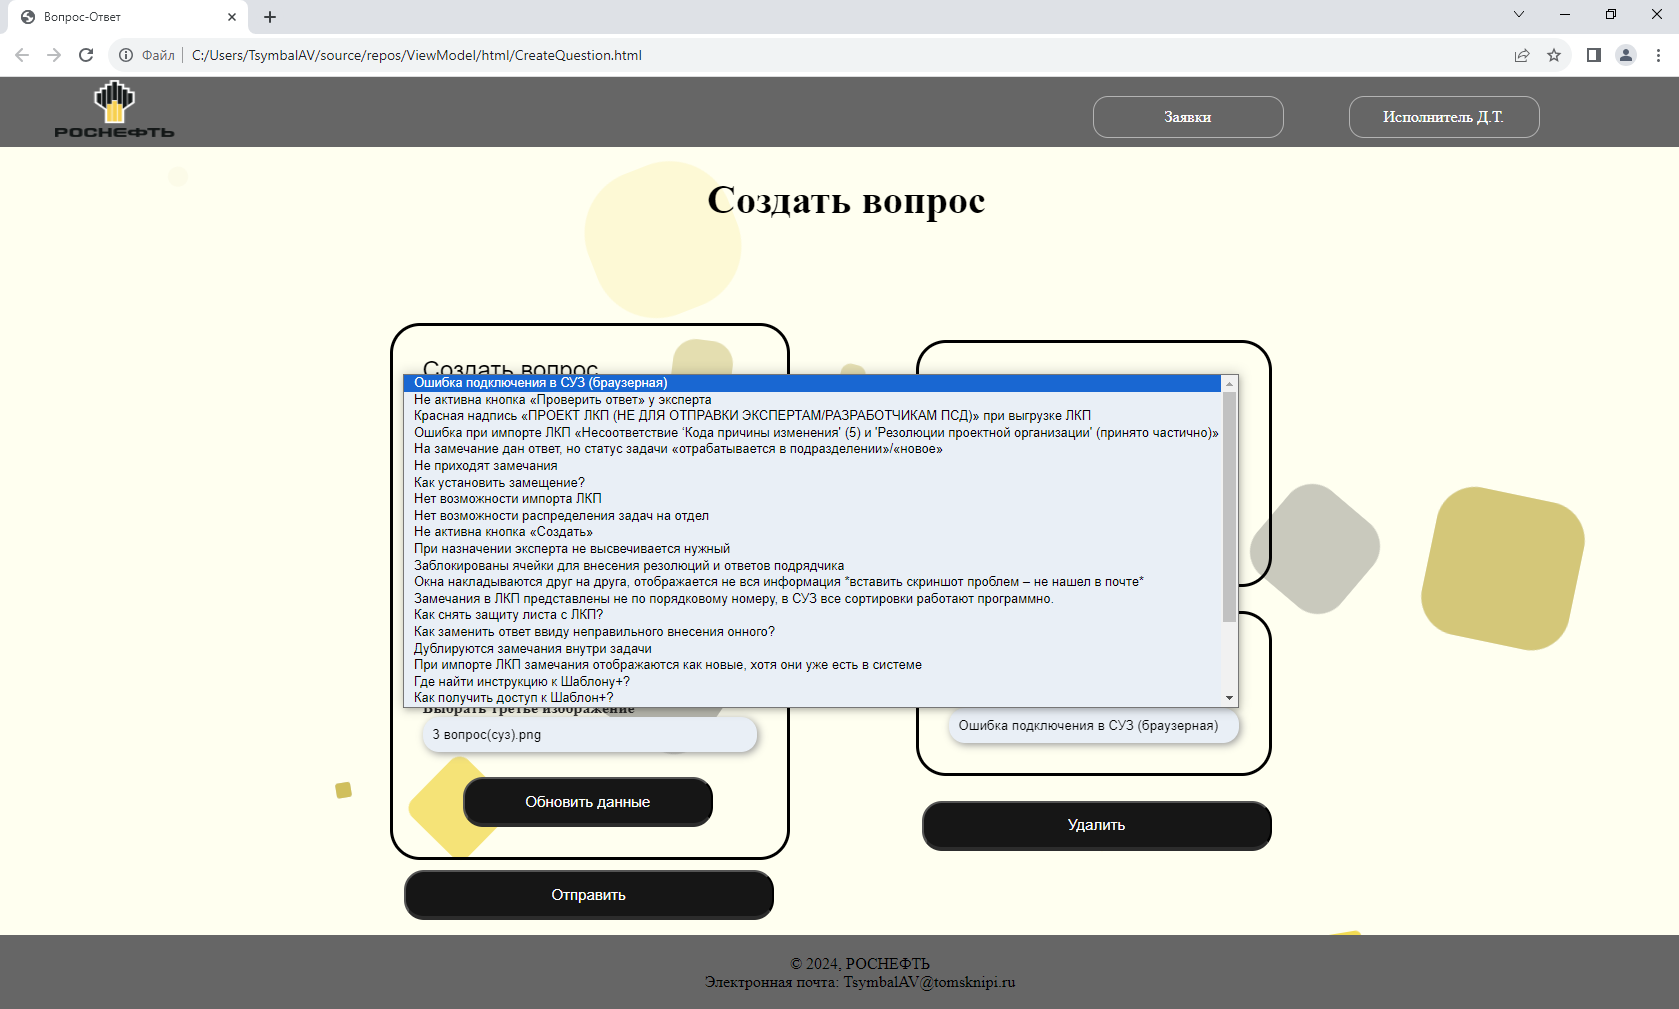 Вопрос-Ответ
Файл
C:/Users/TsymbalAV/source/repos/ViewModel/html/CreateQuestion.html
РОСНЕФТЬ
Заявки
Исполнитель Д.Т.
Создать вопрос
Создать вопрос
Ошибка подключения в СУЗ (браузерная)
Не активна кнопка «Проверить ответ» у эксперта
Красная надпись «ПРОЕКТ ЛКП (НЕ ДЛЯ ОТПРАВКИ ЭКСПЕРТАМ/РАЗРАБОТЧИКАМ ПСД)» при выгрузке ЛКП
Ошибка при импорте ЛКП «Несоответствие ‘Кода причины изменения' (5) и 'Резолюции проектной организации' (принято частично)»
На замечание дан ответ, но статус задачи «отрабатывается в подразделении»/«новое»
Не приходят замечания
Как установить замещение?
Нет возможности импорта ЛКП
Нет возможности распределения задач на отдел
Не активна кнопка «Создать»
При назначении эксперта не высвечивается нужный
Заблокированы ячейки для внесения резолюций и ответов подрядчика
Окна накладываются друг на друга, отображается не вся информация *вставить скриншот проблем – не нашел в почте*
Замечания в ЛКП представлены не по порядковому номеру, в СУЗ все сортировки работают программно.
Как снять защиту листа с ЛКП?
Как заменить ответ ввиду неправильного внесения онного?
Дублируются замечания внутри задачи
При импорте ЛКП замечания отображаются как новые, хотя они уже есть в системе
Где найти инструкцию к Шаблону+?
Как получить доступ к Шаблон+?
Выбрать третье изображение
3 вопрос(суз).png
Ошибка подключения в СУЗ (браузерная)
Обновить данные
Удалить
Отправить
© 2024, РОСНЕФТЬ
Электронная почта: TsymbalAV@tomsknipi.ru